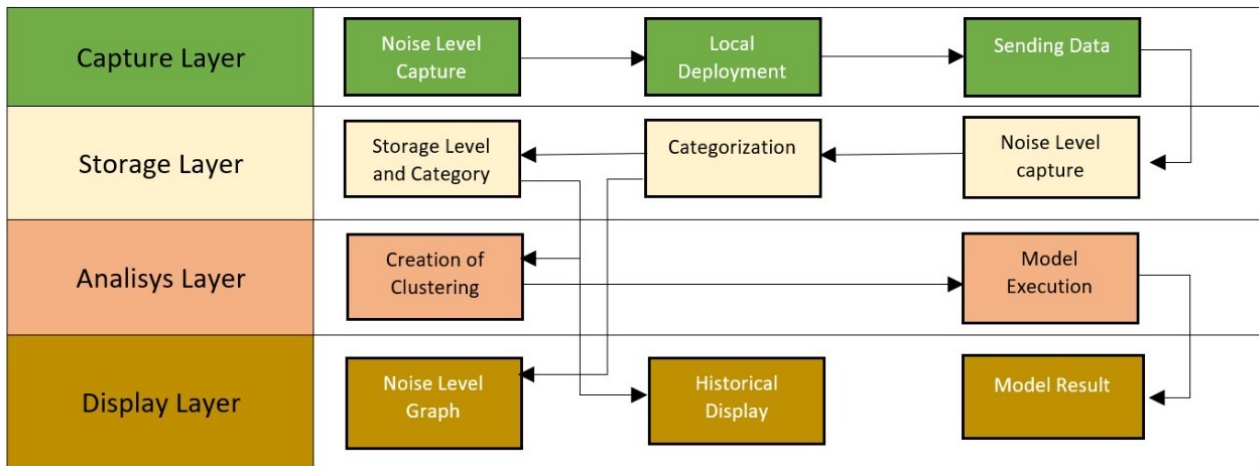 Capture Layer
Noise Level
Capture
Local
Deployment
Sending Data
Storage Layer
Storage Level
and Category
Categorization
Noise Level
capture
Analisys Layer
Creation of
Clustering
Model
Execution
Display Layer
Noise Level
Graph
Historical
Display
Model Result